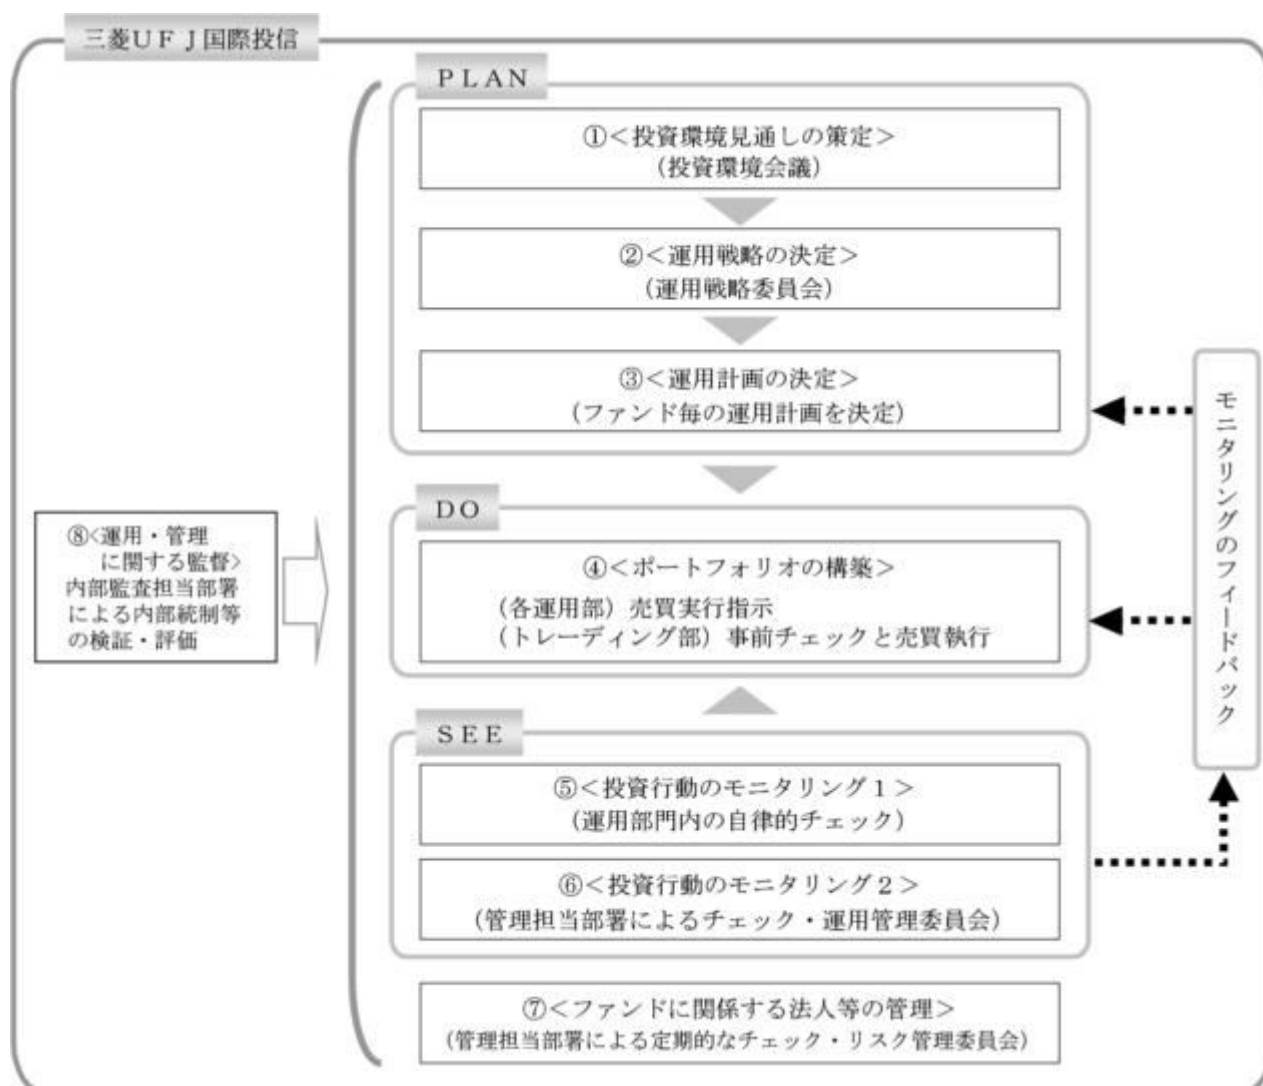 三菱UFJ国際投信
PLAN
①<投資環境見通しの策定>
(投資環境会議)
②<運用戦略の決定>
(運用戦略委員会)
③<運用計画の決定>
(ファンド毎の運用計画を決定)
モニタリングのフィードバック
DO
④<ポートフォリオの構築>
(各運用部)売買実行指示
(トレーディング部)事前チェックと売買執行
⑧<運用・管理
に関する監督>
内部監査担当部署
による内部統制等
の検証・評価
SEE
⑤<投資行動のモニタリング1>
(運用部門内の自律的チェック)
⑥<投資行動のモニタリング2>
(管理担当部署によるチェック・運用管理委員会)
⑦<ファンドに関係する法人等の管理>
(管理担当部署による定期的なチェック・リスク管理委員会)